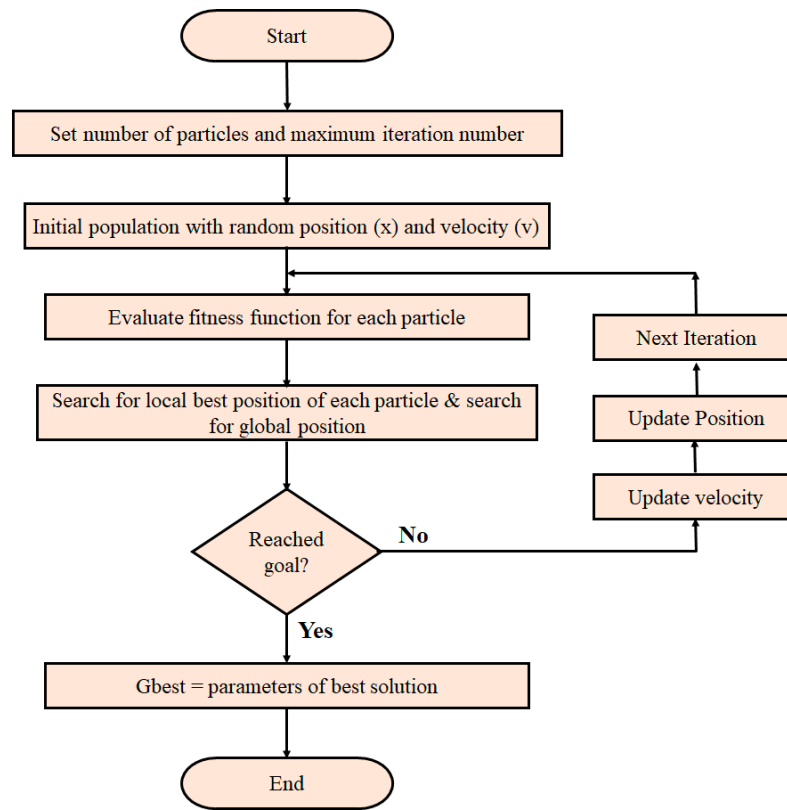 Start
Set number of particles and maximum iteration number
Initial population with random position (x) and velocity (v)
Evaluate fitness function for each particle
Next Iteration
Search for local best position of each particle & search
for global position
Update Position
Update velocity
Reached
goal?
No
Yes
Gbest = parameters of best solution
End